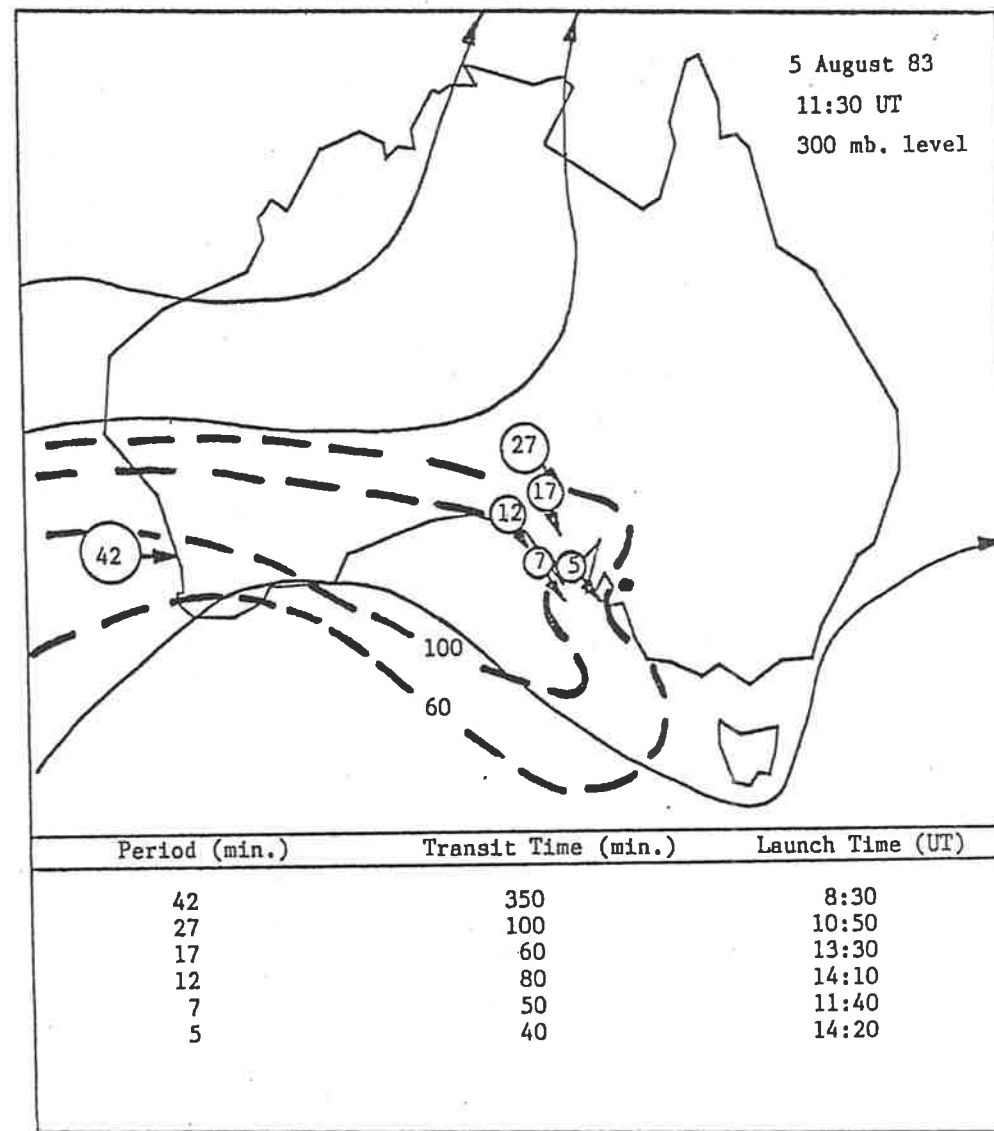 5 August 83
11:30 UT
300 mb. level
27
17
12
42
7
5
100
60
Period (min.) Transit Time (min.) Launch Time (UT)
42 350 8:30
27 100 10:50
17 60 13:30
12 80 14:10
7 50 11:40
5 40 14:20